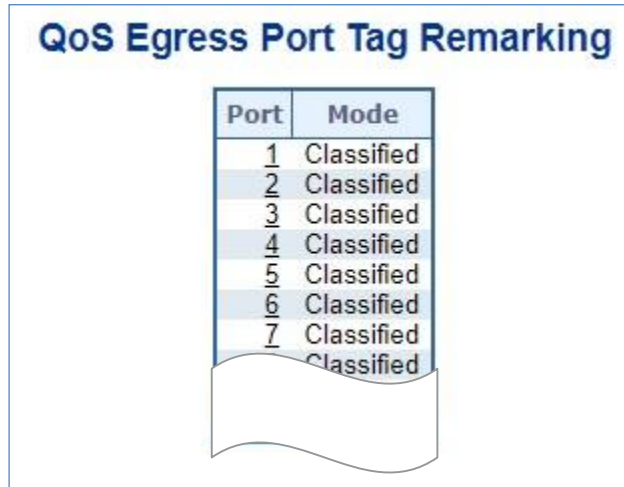 QoS Egress Port Tag Remarking
Port Mode
1 Classified
2 Classified
3 Classified
4 Classified
5 Classified
6 Classified
7 Classified
Classified